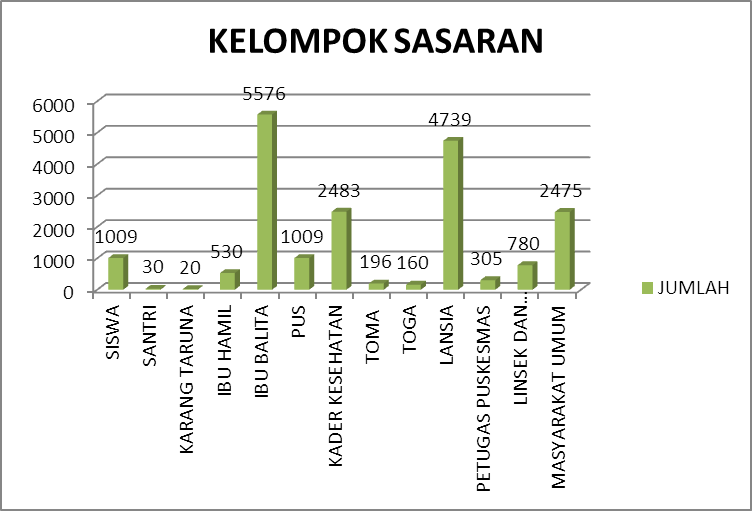 KELOMPOK SASARAN
6000
5000
4000
3000
2000
1000
0
1009
30
20
530
5576
1009
2483
196
160
4739
305
780
2475
SISWA
SANTRI
KARANG TARUNA
IBU HAMIL
IBU BALITA
PUS
KADER KESEHATAN
TOMA
TOGA
LANSIA
PETUGAS PUSKESMAS
LINSEK DAN...
MASYARAKAT UMUM
JUMLAH